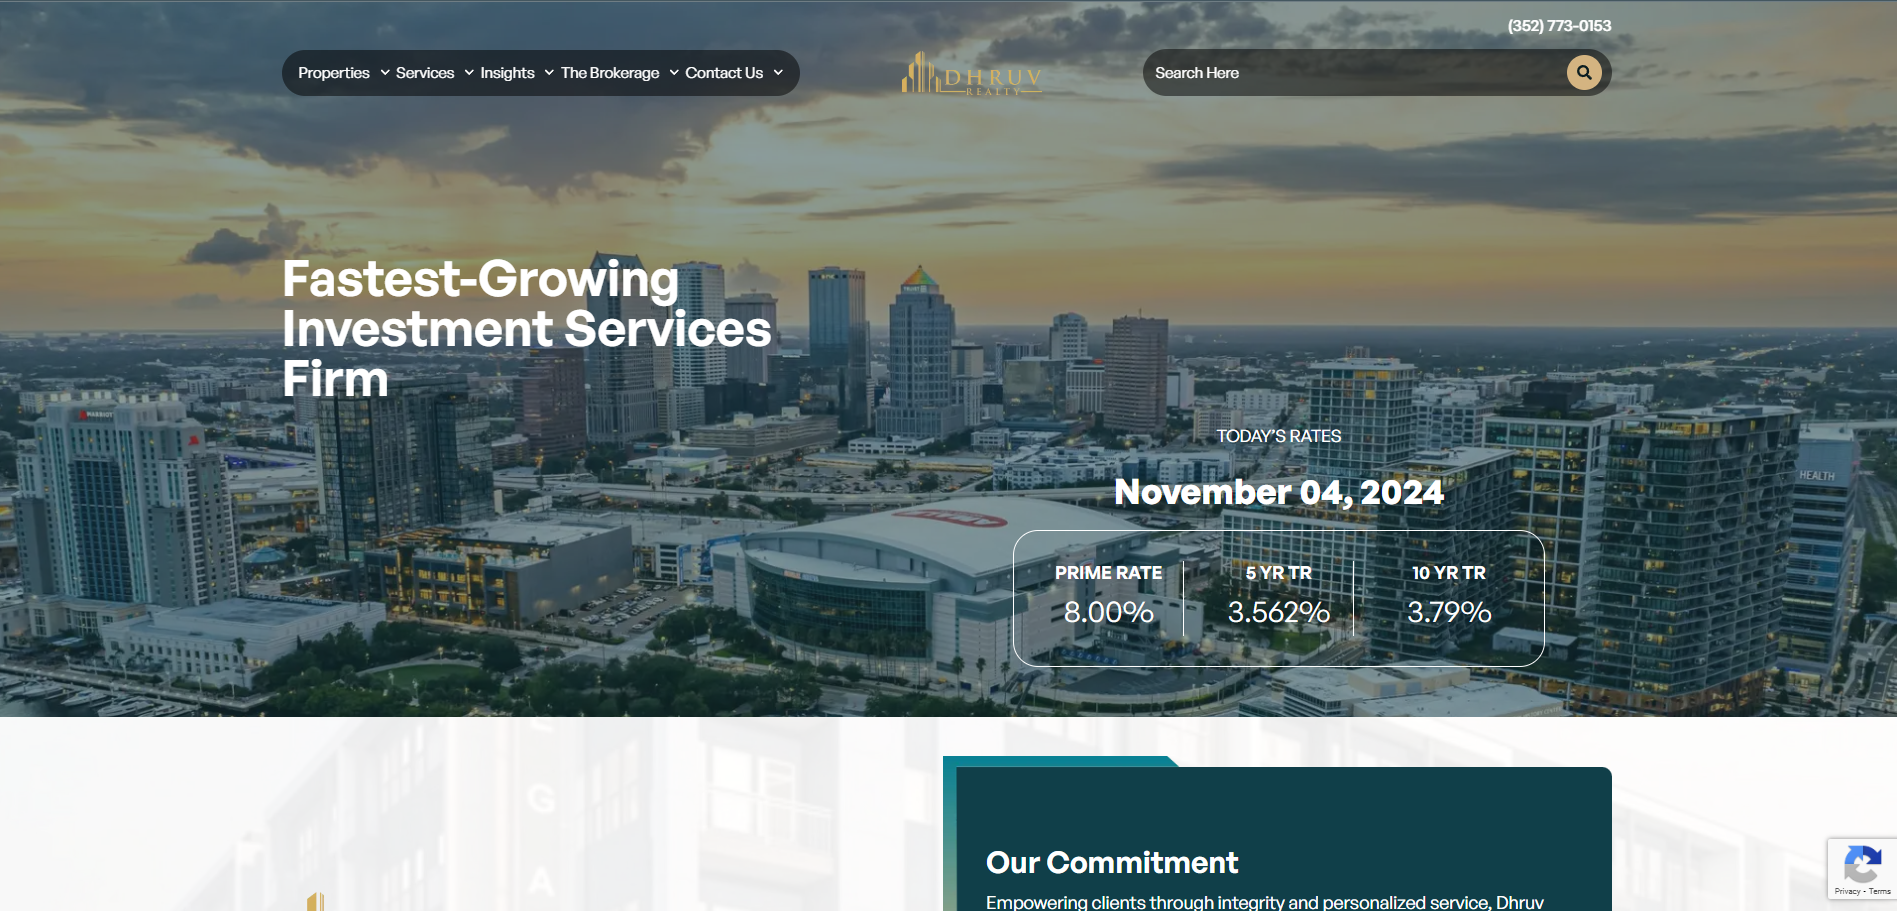 (352) 773-0153
Properties Services Insights The Brokerage Contact Us
DHRUV
REALTY
Search Here
Fastest-Growing
Investment Services
Firm
MARRIOTT
TODAY'S RATES
HEALTH
November 04, 2024
PRIME RATE 5 YR TR 10 YR TR
8.00% 3.562% 3.79%
G
A
Our Commitment
Empowering clients through integrity and personalized service, Dhruv
Privacy - Terms